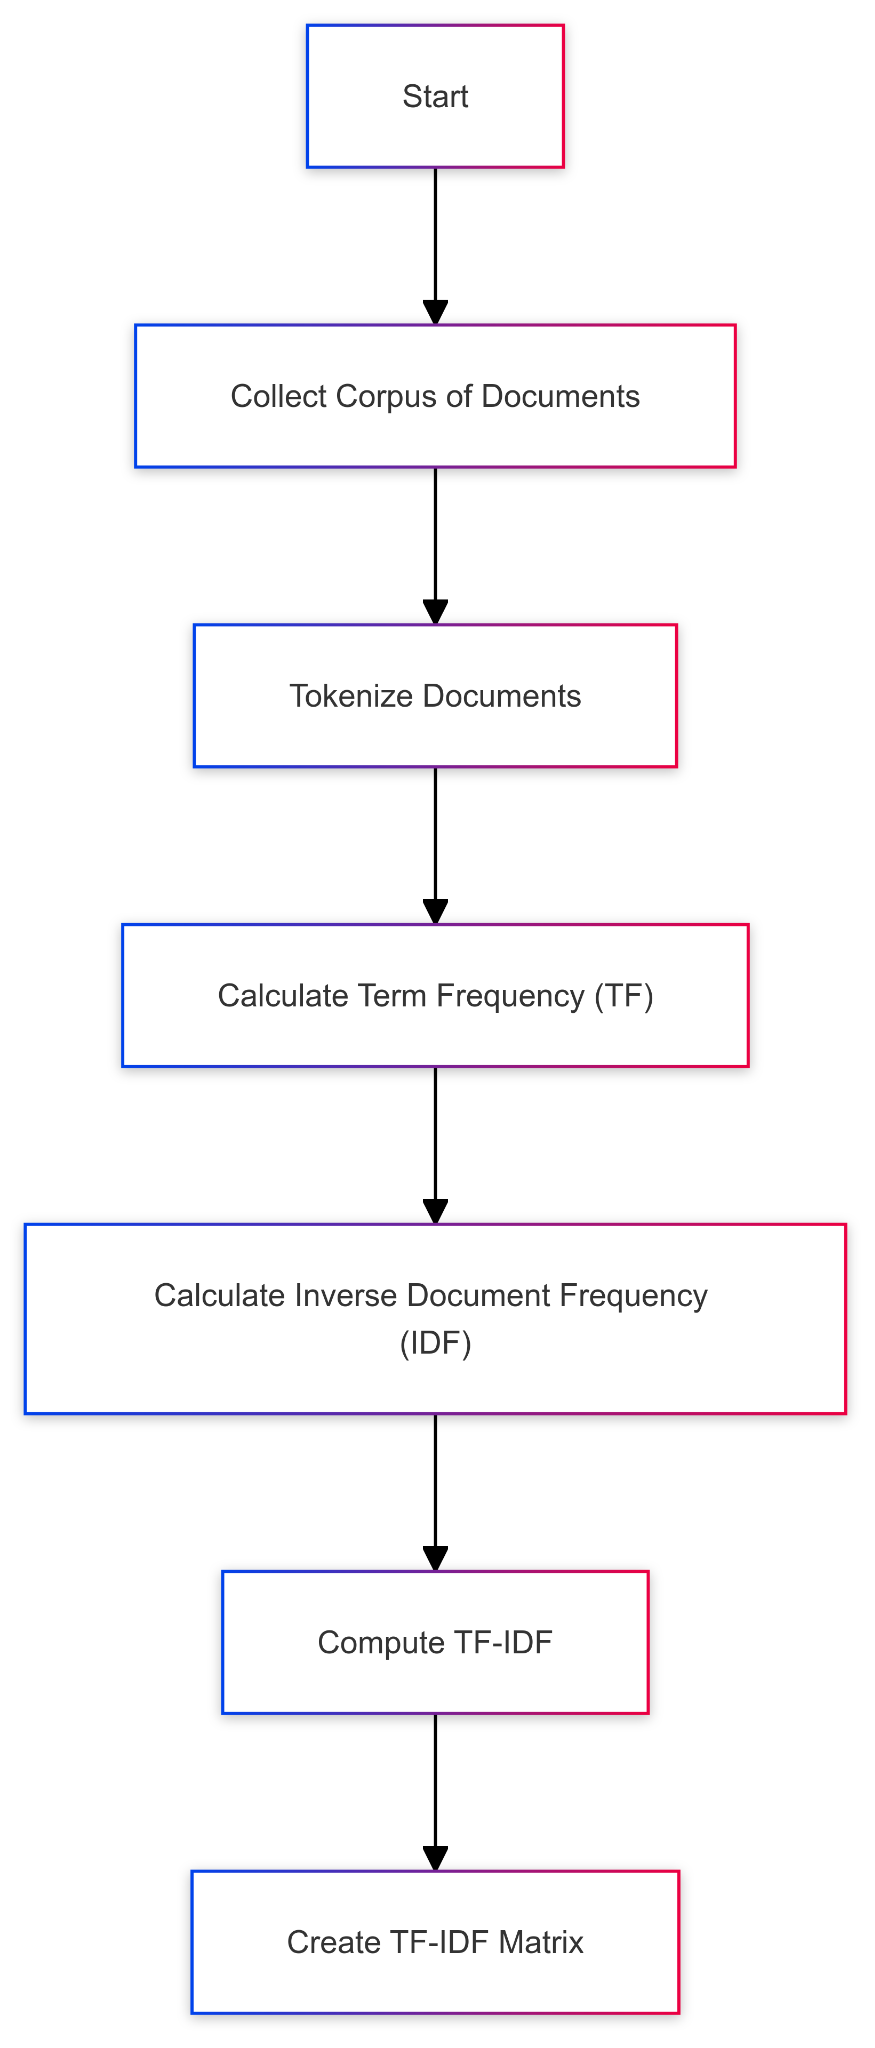 Start
Collect Corpus of Documents
Tokenize Documents
Calculate Term Frequency (TF)
Calculate Inverse Document Frequency
(IDF)
Compute TF-IDF
Create TF-IDF Matrix